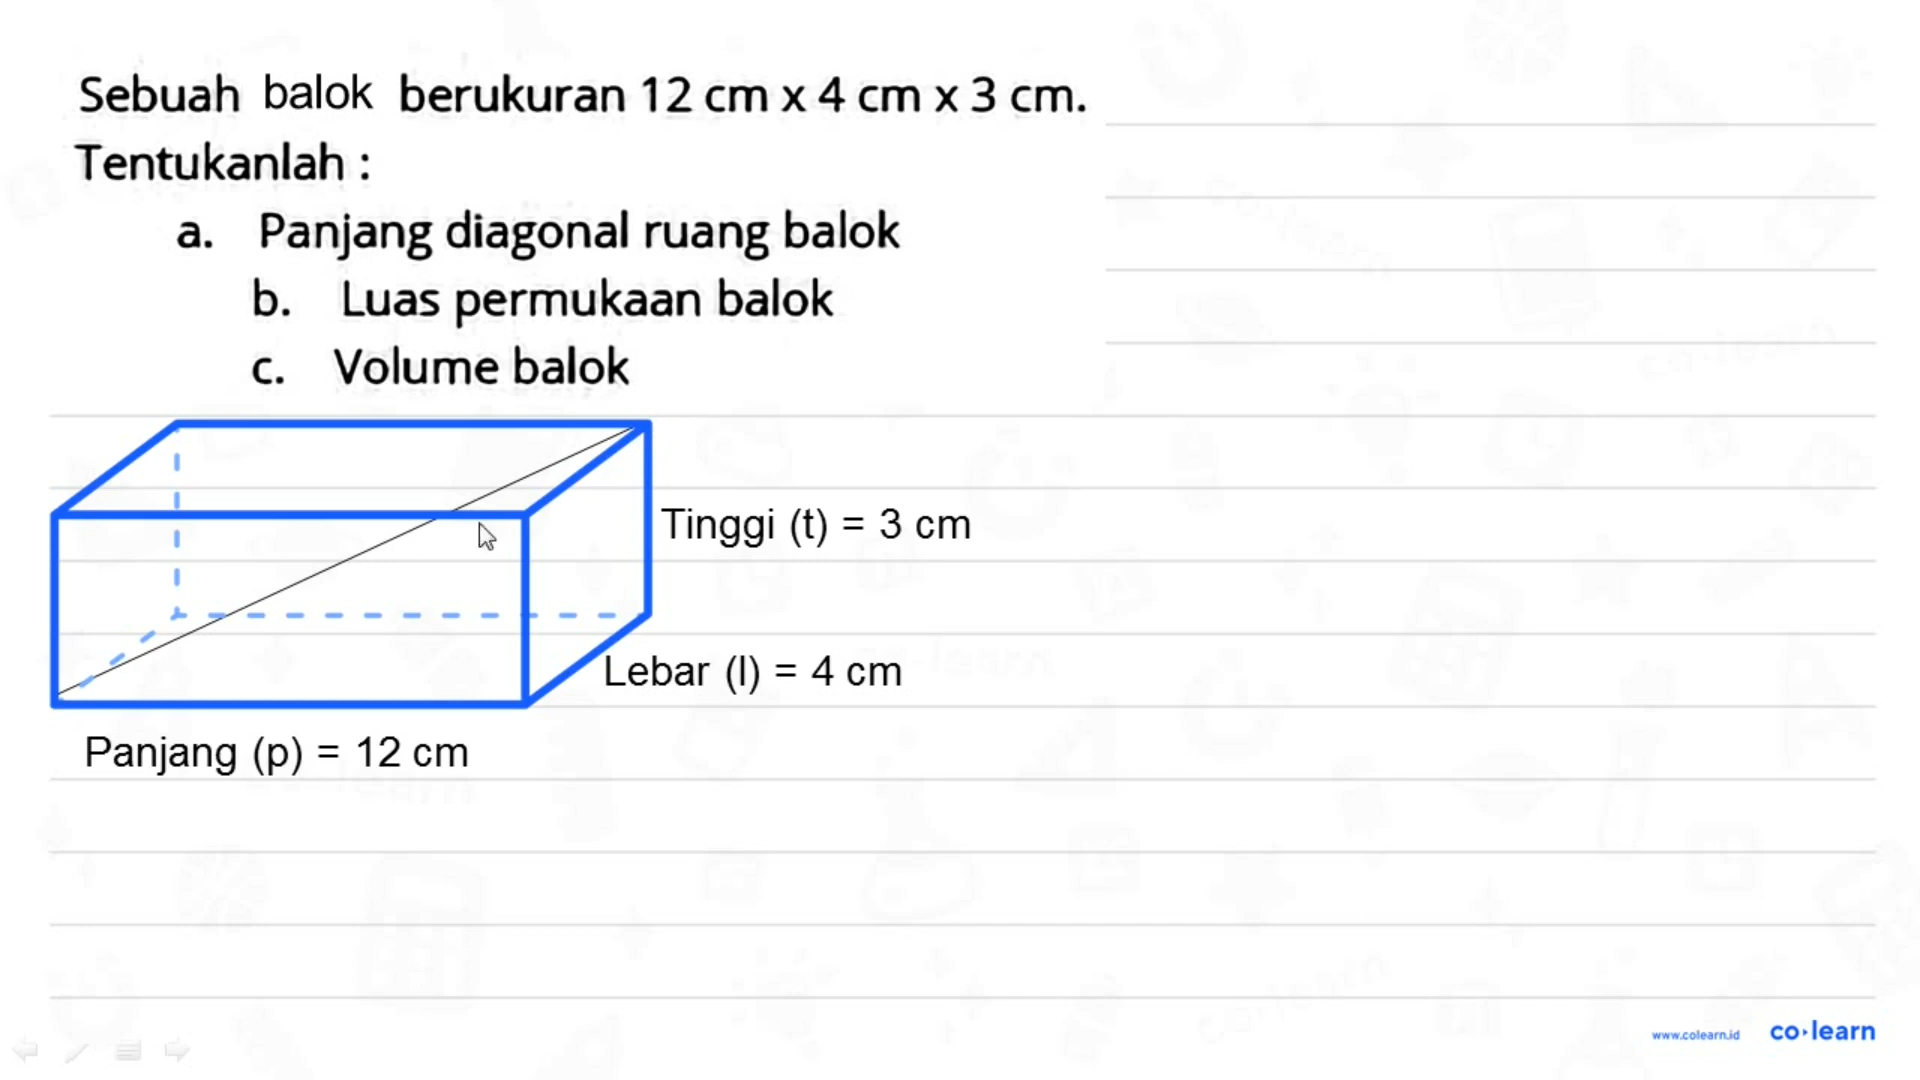 Sebuah balok berukuran 12 cm x 4 cm x 3 cm.
Tentukanlah :
a. Panjang diagonal ruang balok
b. Luas permukaan balok
c. Volume balok
Tinggi (t) = 3 cm
Lebar (l) = 4 cm
Panjang (p) = 12 cm
www.colearn.id co learn